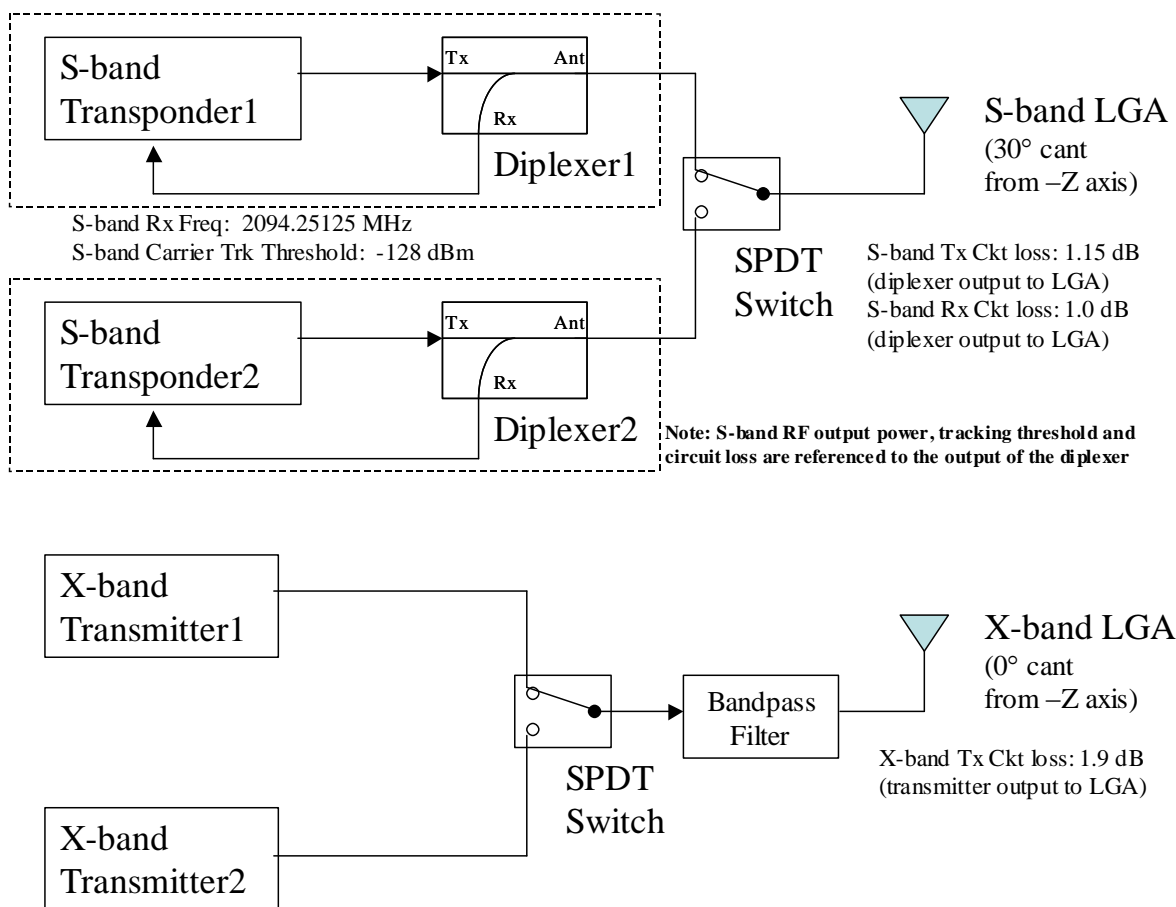 S-band
Transponder1
Tx
Ant
Rx
Diplexer1
S-band LGA
(30° cant
from –Z axis)
S-band Rx Freq: 2094.25125 MHz
S-band Carrier Trk Threshold: -128 dBm
SPDT
Switch
S-band Tx Ckt loss: 1.15 dB
(diplexer output to LGA)
S-band Rx Ckt loss: 1.0 dB
(diplexer output to LGA)
S-band
Transponder2
Tx
Ant
Rx
Diplexer2
Note: S-band RF output power, tracking threshold and
circuit loss are referenced to the output of the diplexer
X-band
Transmitter1
X-band LGA
(0° cant
from –Z axis)
Bandpass
Filter
SPDT
Switch
X-band Tx Ckt loss: 1.9 dB
(transmitter output to LGA)
X-band
Transmitter2